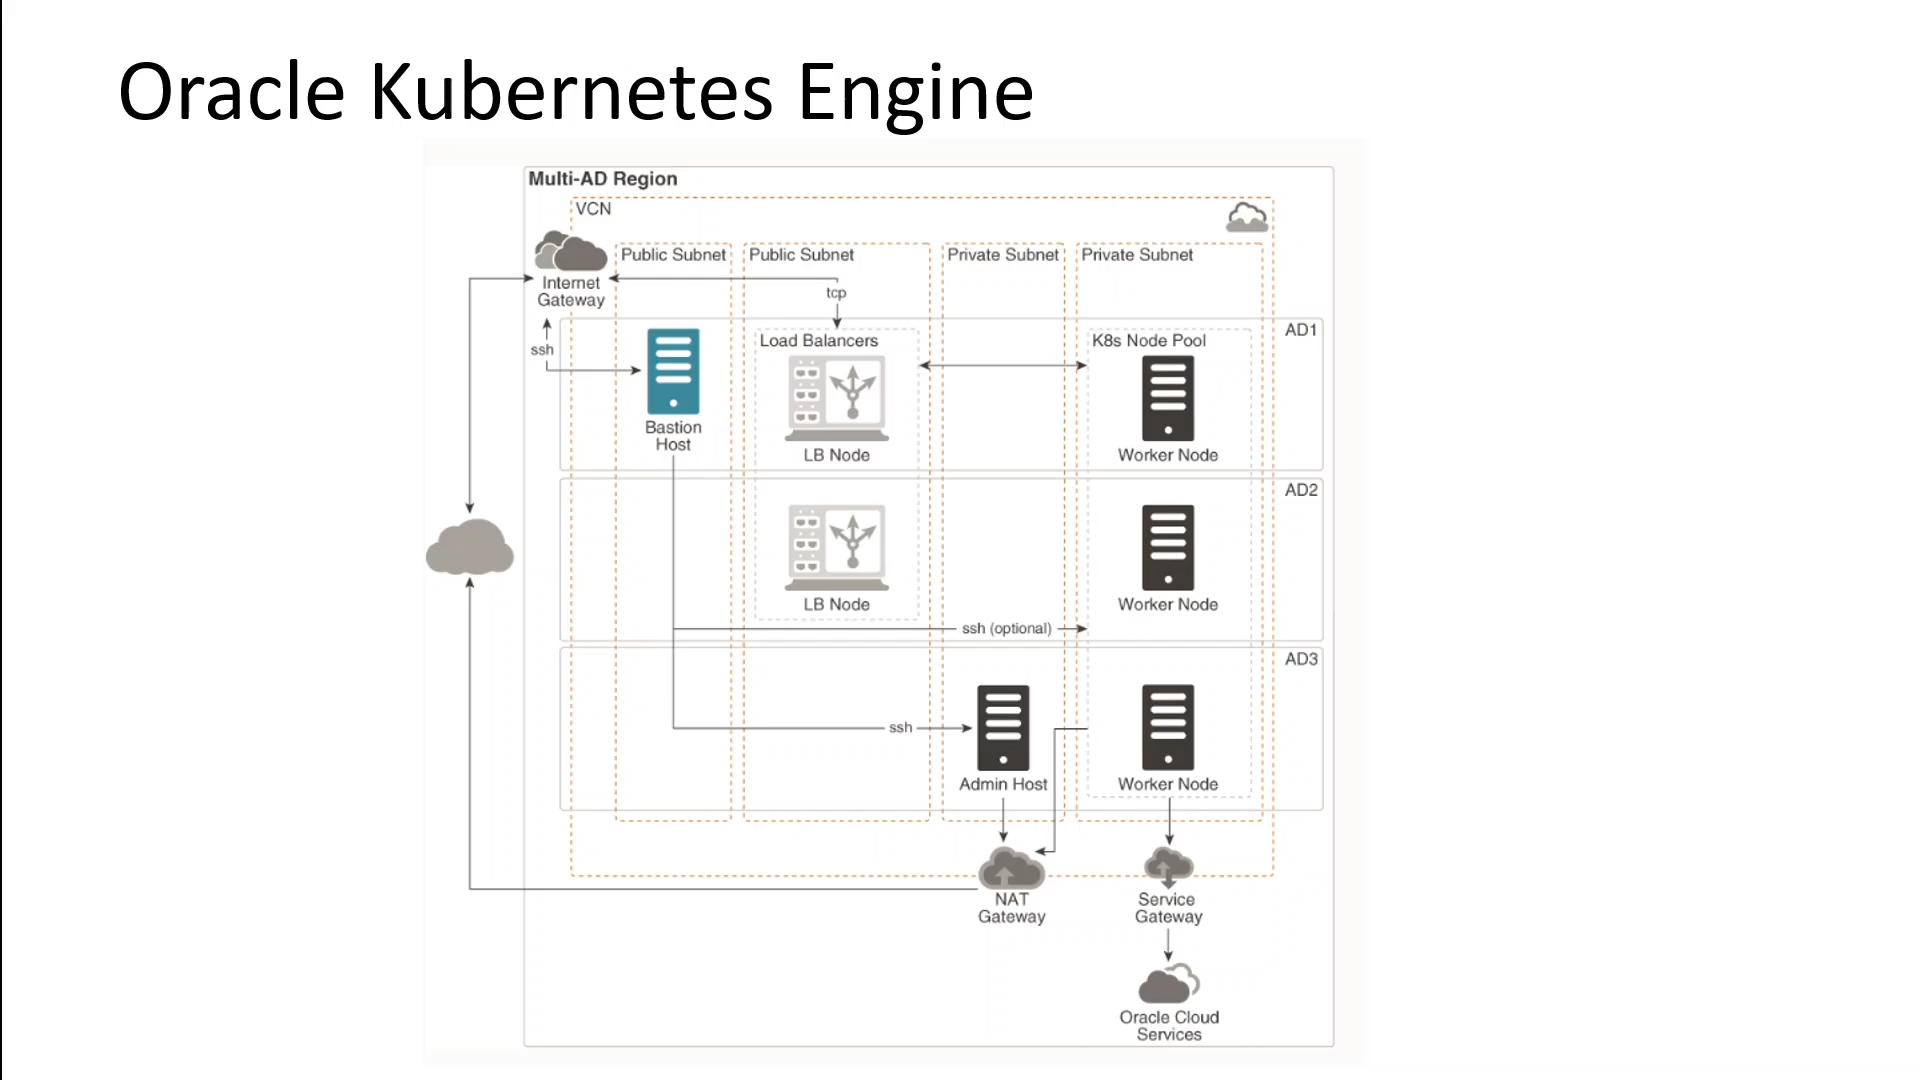 Oracle Kubernetes Engine
Multi-AD Region
VCN
Public Subnet
Public Subnet
Private Subnet
Private Subnet
Internet
Gateway
tcp
ssh
AD1
Load Balancers
K8s Node Pool
Bastion
Host
LB Node
Worker Node
AD2
LB Node
Worker Node
ssh (optional)
AD3
ssh
Admin Host
Worker Node
NAT
Gateway
Service
Gateway
Oracle Cloud
Services